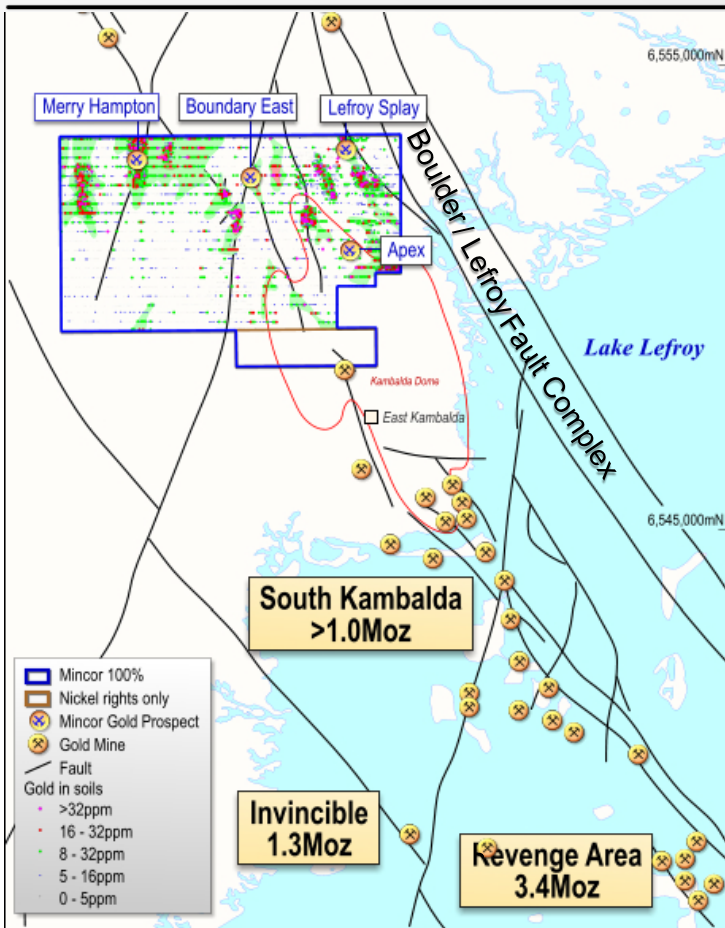 6,555,000mN
Merry Hampton
Boundary East
Lefroy Splay
Boulder / Lefroy Fault Complex
Apex
Lake Lefroy
Kambalda Dome
East Kambalda
6,545,000mN
South Kambalda
>1.0Moz
Mincor 100%
Nickel rights only
Mincor Gold Prospect
Gold Mine
Fault
Gold in soils
>32ppm
16 - 32ppm
8 - 32ppm
5 - 16ppm
0 - 5ppm
Invincible
1.3Moz
Revenge Area
3.4Moz